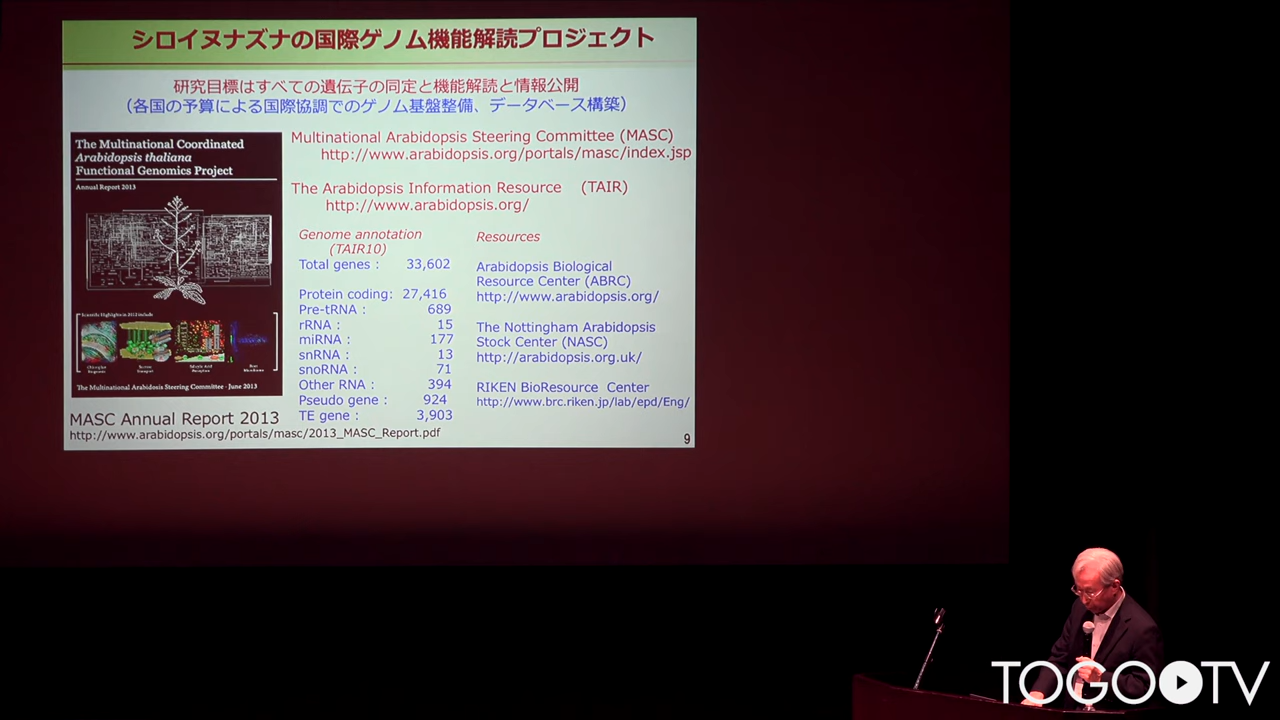 シロイヌナズナの国際ゲノム機能解読プロジェクト
研究目標はすべての遺伝子の同定と機能解読と情報公開
（各国の予算による国際協調でのゲノム基盤整備、データベース構築）
The Multinational Coordinated
Arabidopsis thaliana
Functional Genomics Project
Annual Report 2013
Scientific Highlights in 2012 include
The Multinational Arabidosis Steering Committee - June 2013
MASC Annual Report 2013
http://www.arabidopsis.org/portals/masc/2013_MASC_Report.pdf
Multinational Arabidopsis Steering Committee (MASC)
http://www.arabidopsis.org/portals/masc/index.jsp
The Arabidopsis Information Resource (TAIR)
http://www.arabidopsis.org/
Genome annotation
(TAIR10)
Total genes : 33,602
Protein coding: 27,416
Pre-tRNA : 689
rRNA : 15
miRNA : 177
snRNA : 13
snoRNA : 71
Other RNA : 394
Pseudo gene : 924
TE gene : 3,903
Resources
Arabidopsis Biological
Resource Center (ABRC)
http://www.arabidopsis.org/
The Nottingham Arabidopsis
Stock Center (NASC)
http://arabidopsis.org.uk/
RIKEN BioResource Center
http://www.brc.riken.jp/lab/epd/Eng/
9
TOGOTV